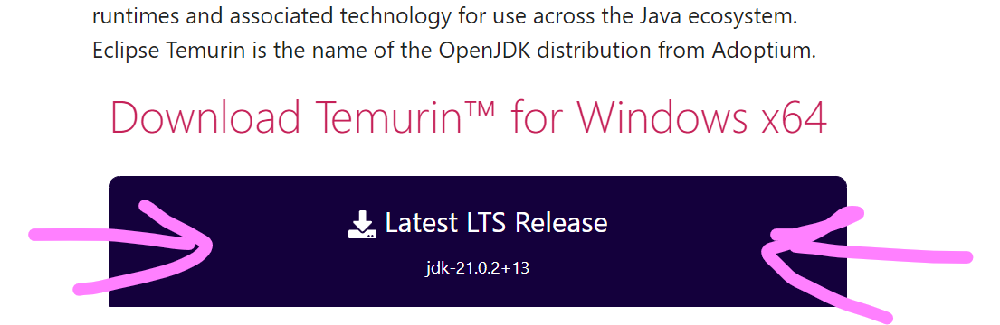 runtimes and associated technology for use across the Java ecosystem.
Eclipse Temurin is the name of the OpenJDK distribution from Adoptium.
Download Temurin™ for Windows x64
Latest LTS Release
jdk-21.0.2+13